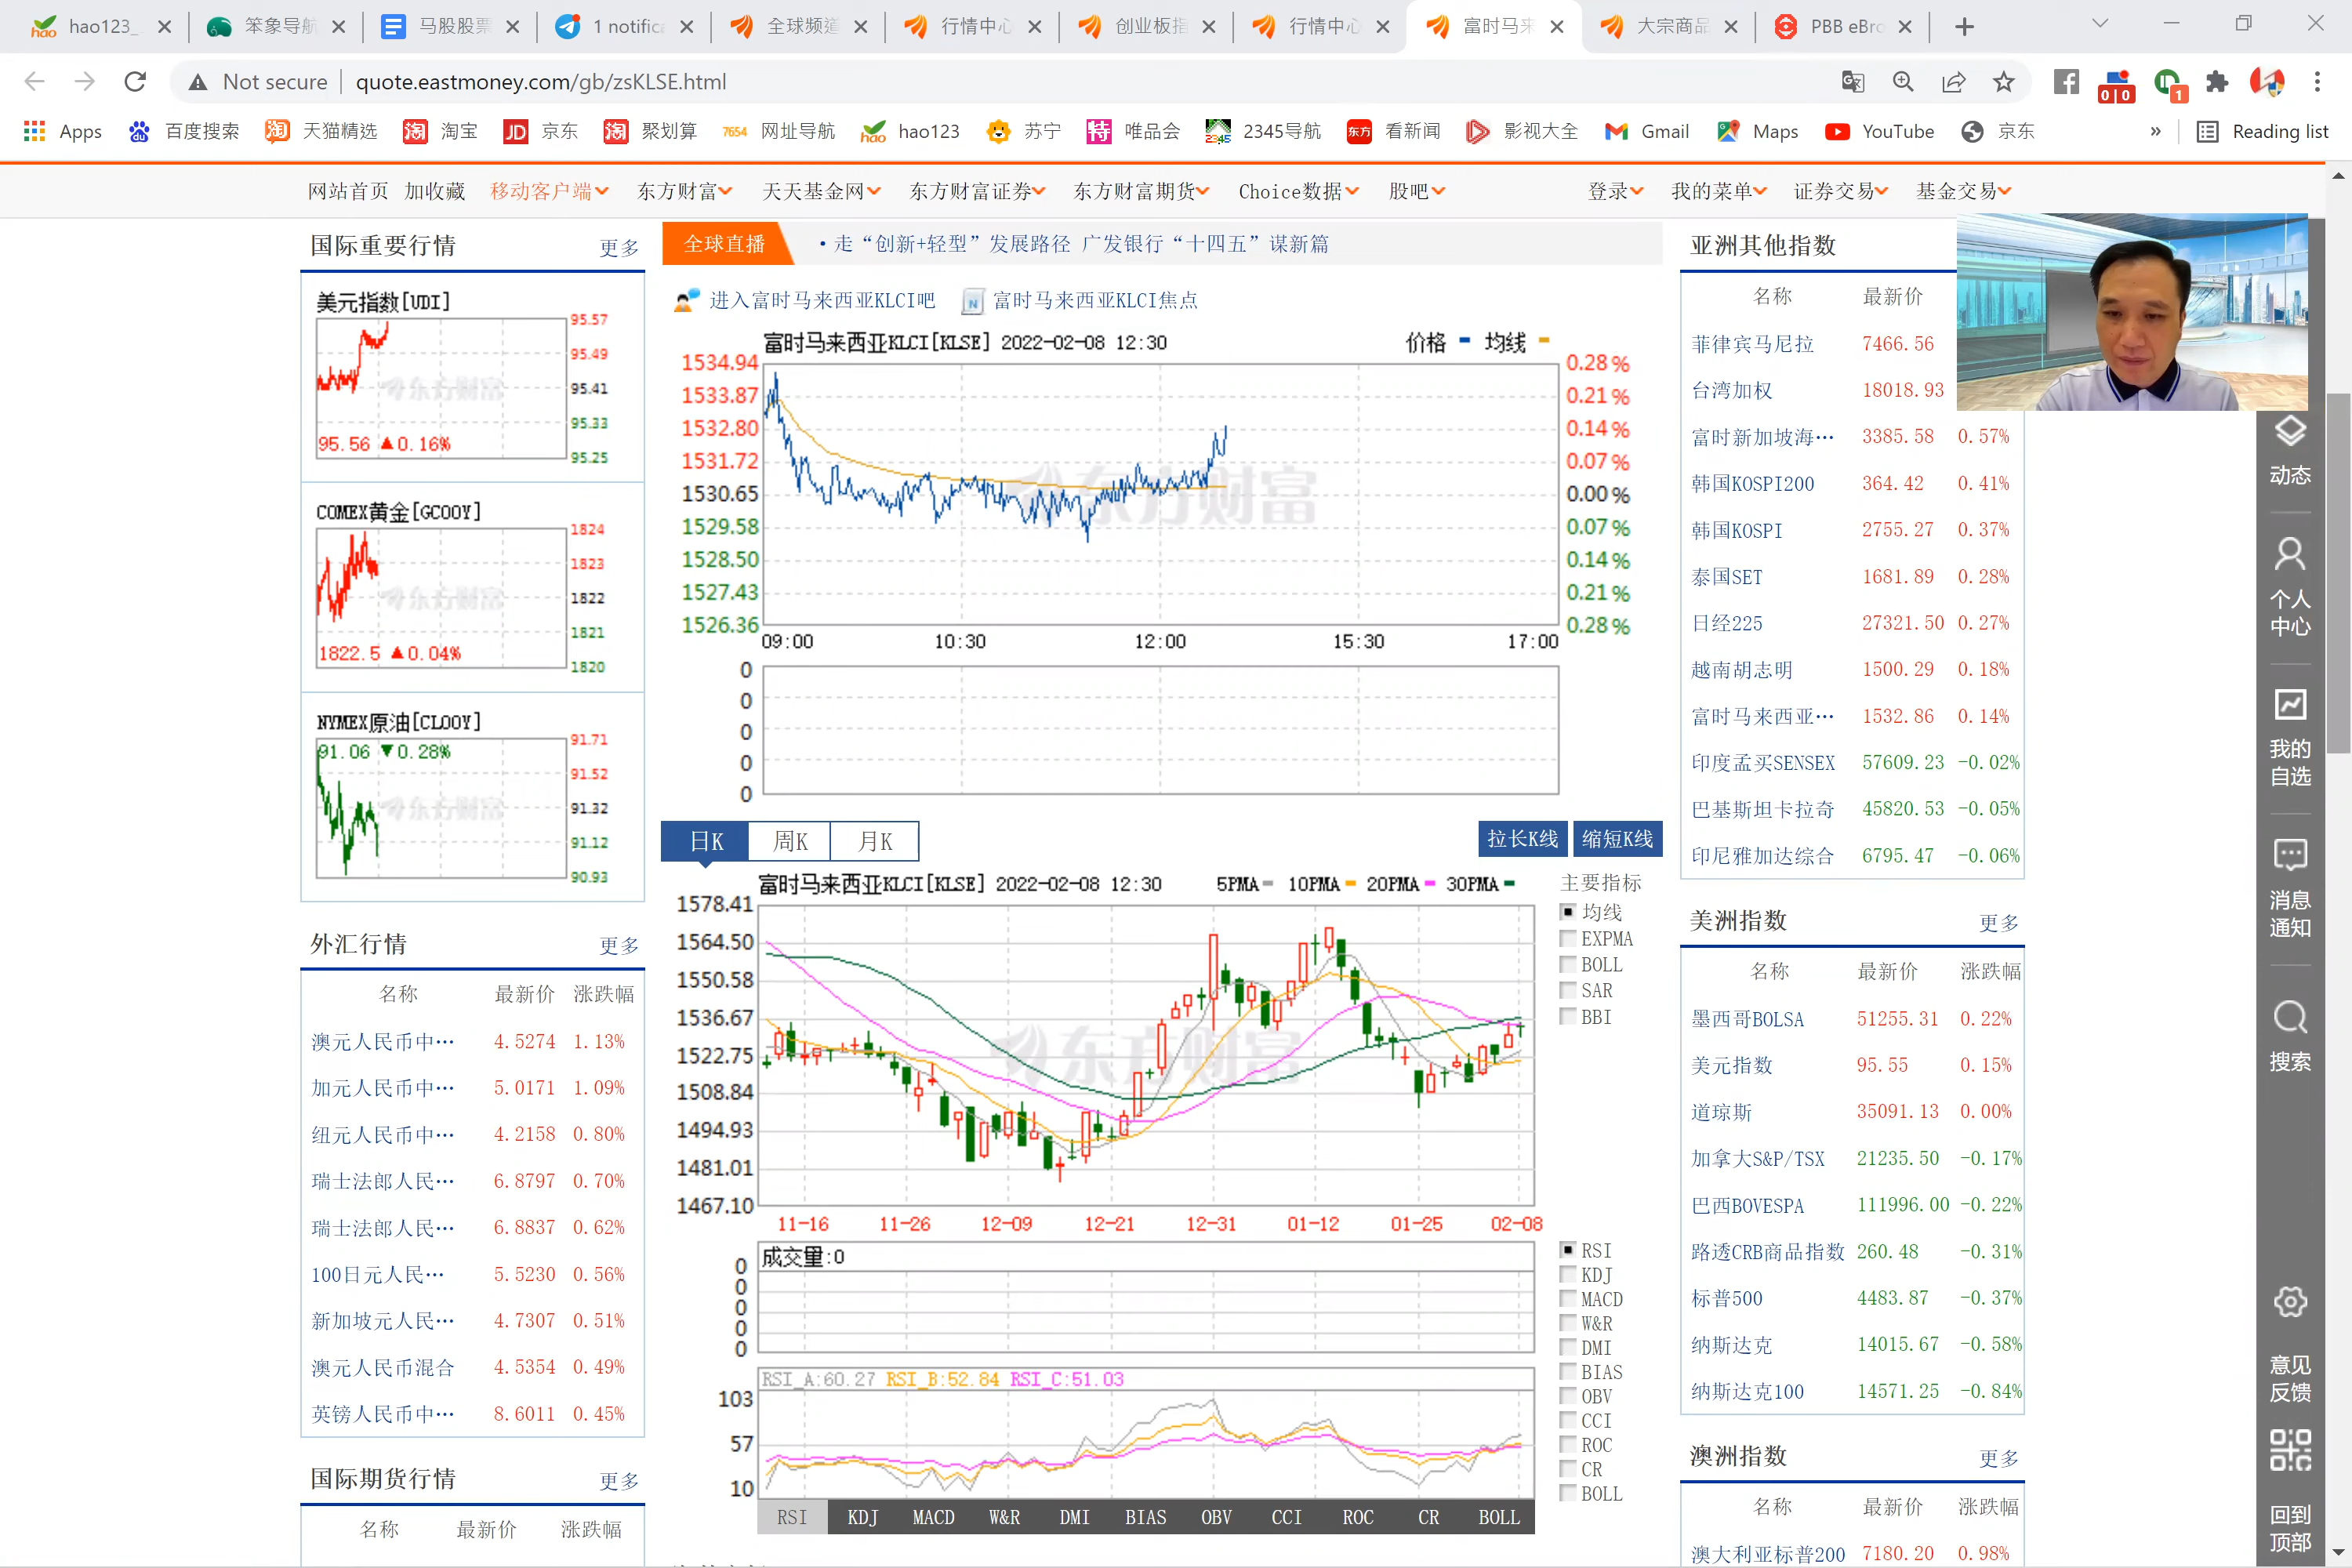 hao123_
笨象导航
马股股票
1 notific
全球频道
行情中心
创业板指
行情中心
富时马来
大宗商品
PBB eBro
Not secure
quote.eastmoney.com/gb/zsKLSE.html
Apps
百度搜索
天猫精选
淘宝
京东
聚划算
网址导航
hao123
苏宁
唯品会
2345导航
看新闻
影视大全
Gmail
Maps
YouTube
京东
»
Reading list
网站首页 加收藏 移动客户端 东方财富 天天基金网 东方财富证券 东方财富期货 Choice数据 股吧 登录 我的菜单 证券交易 基金交易
国际重要行情 更多
美元指数[UDI]
95.57
95.49
95.41
95.33
95.25
95.56 ▲0.16%
COMEX黄金[GC00Y]
1824
1823
1822
1821
1820
1822.5 ▲0.04%
NYMEX原油[CL00Y]
91.06 ▼0.28%
91.71
91.52
91.32
91.12
90.93
外汇行情 更多
名称 最新价 涨跌幅
澳元人民币中… 4.5274 1.13%
加元人民币中… 5.0171 1.09%
纽元人民币中… 4.2158 0.80%
瑞士法郎人民… 6.8797 0.70%
瑞士法郎人民… 6.8837 0.62%
100日元人民… 5.5230 0.56%
新加坡元人民… 4.7307 0.51%
澳元人民币混合 4.5354 0.49%
英镑人民币中… 8.6011 0.45%
国际期货行情 更多
名称 最新价 涨跌幅
全球直播
• 走“创新+轻型”发展路径 广发银行“十四五”谋新篇
进入富时马来西亚KLCI吧 富时马来西亚KLCI焦点
富时马来西亚KLCI[KLSE] 2022-02-08 12:30 价格 均线
1534.94 0.28%
1533.87 0.21%
1532.80 0.14%
1531.72 0.07%
1530.65 0.00%
1529.58 0.07%
1528.50 0.14%
1527.43 0.21%
1526.36 0.28%
09:00 10:30 12:00 15:30 17:00
东方财富
0
0
0
0
0
日K 周K 月K 拉长K线 缩短K线
富时马来西亚KLCI[KLSE] 2022-02-08 12:30 5PMA 10PMA 20PMA 30PMA
1578.41
1564.50
1550.58
1536.67
1522.75
1508.84
1494.93
1481.01
1467.10
东方财富
11-16 11-26 12-09 12-21 12-31 01-12 01-25 02-08
主要指标
均线
EXPMA
BOLL
SAR
BBI
成交量:0
0
0
0
0
0
RSI_A:60.27 RSI_B:52.84 RSI_C:51.03
103
57
10
RSI
KDJ
MACD
W&R
DMI
BIAS
OBV
CCI
ROC
CR
BOLL
RSI KDJ MACD W&R DMI BIAS OBV CCI ROC CR BOLL
亚洲其他指数
名称 最新价
菲律宾马尼拉 7466.56
台湾加权 18018.93
富时新加坡海… 3385.58 0.57%
韩国KOSPI200 364.42 0.41%
韩国KOSPI 2755.27 0.37%
泰国SET 1681.89 0.28%
日经225 27321.50 0.27%
越南胡志明 1500.29 0.18%
富时马来西亚… 1532.86 0.14%
印度孟买SENSEX 57609.23 -0.02%
巴基斯坦卡拉奇 45820.53 -0.05%
印尼雅加达综合 6795.47 -0.06%
美洲指数 更多
名称 最新价 涨跌幅
墨西哥BOLSA 51255.31 0.22%
美元指数 95.55 0.15%
道琼斯 35091.13 0.00%
加拿大S&P/TSX 21235.50 -0.17%
巴西BOVESPA 111996.00 -0.22%
路透CRB商品指数 260.48 -0.31%
标普500 4483.87 -0.37%
纳斯达克 14015.67 -0.58%
纳斯达克100 14571.25 -0.84%
澳洲指数 更多
名称 最新价 涨跌幅
澳大利亚标普200 7180.20 0.98%
动态
个人
中心
我的
自选
消息
通知
搜索
意见
反馈
回到
顶部